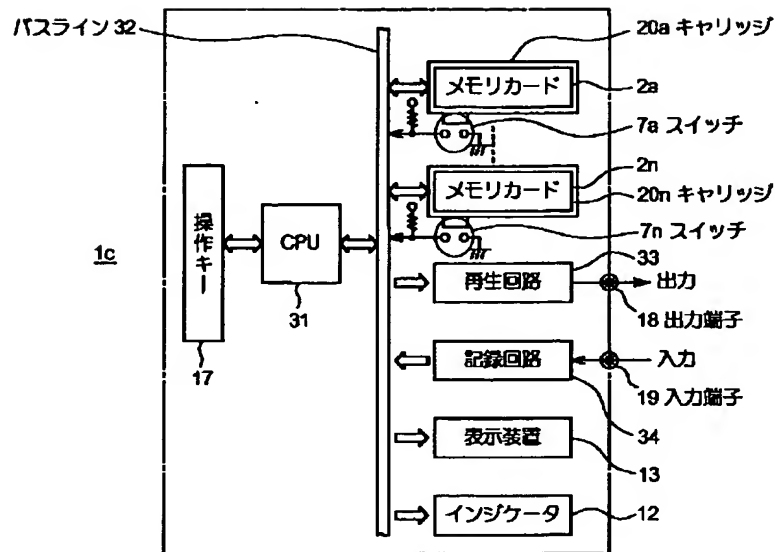 バスライン 32
20a キャリッジ
メモリカード
2a
7a スイッチ
メモリカード
2n
20n キャリッジ
7n スイッチ
1c
操作キー
CPU
31
17
33
再生回路
出力
18 出力端子
記録回路
入力
19 入力端子
34
表示装置
13
インジケータ
12